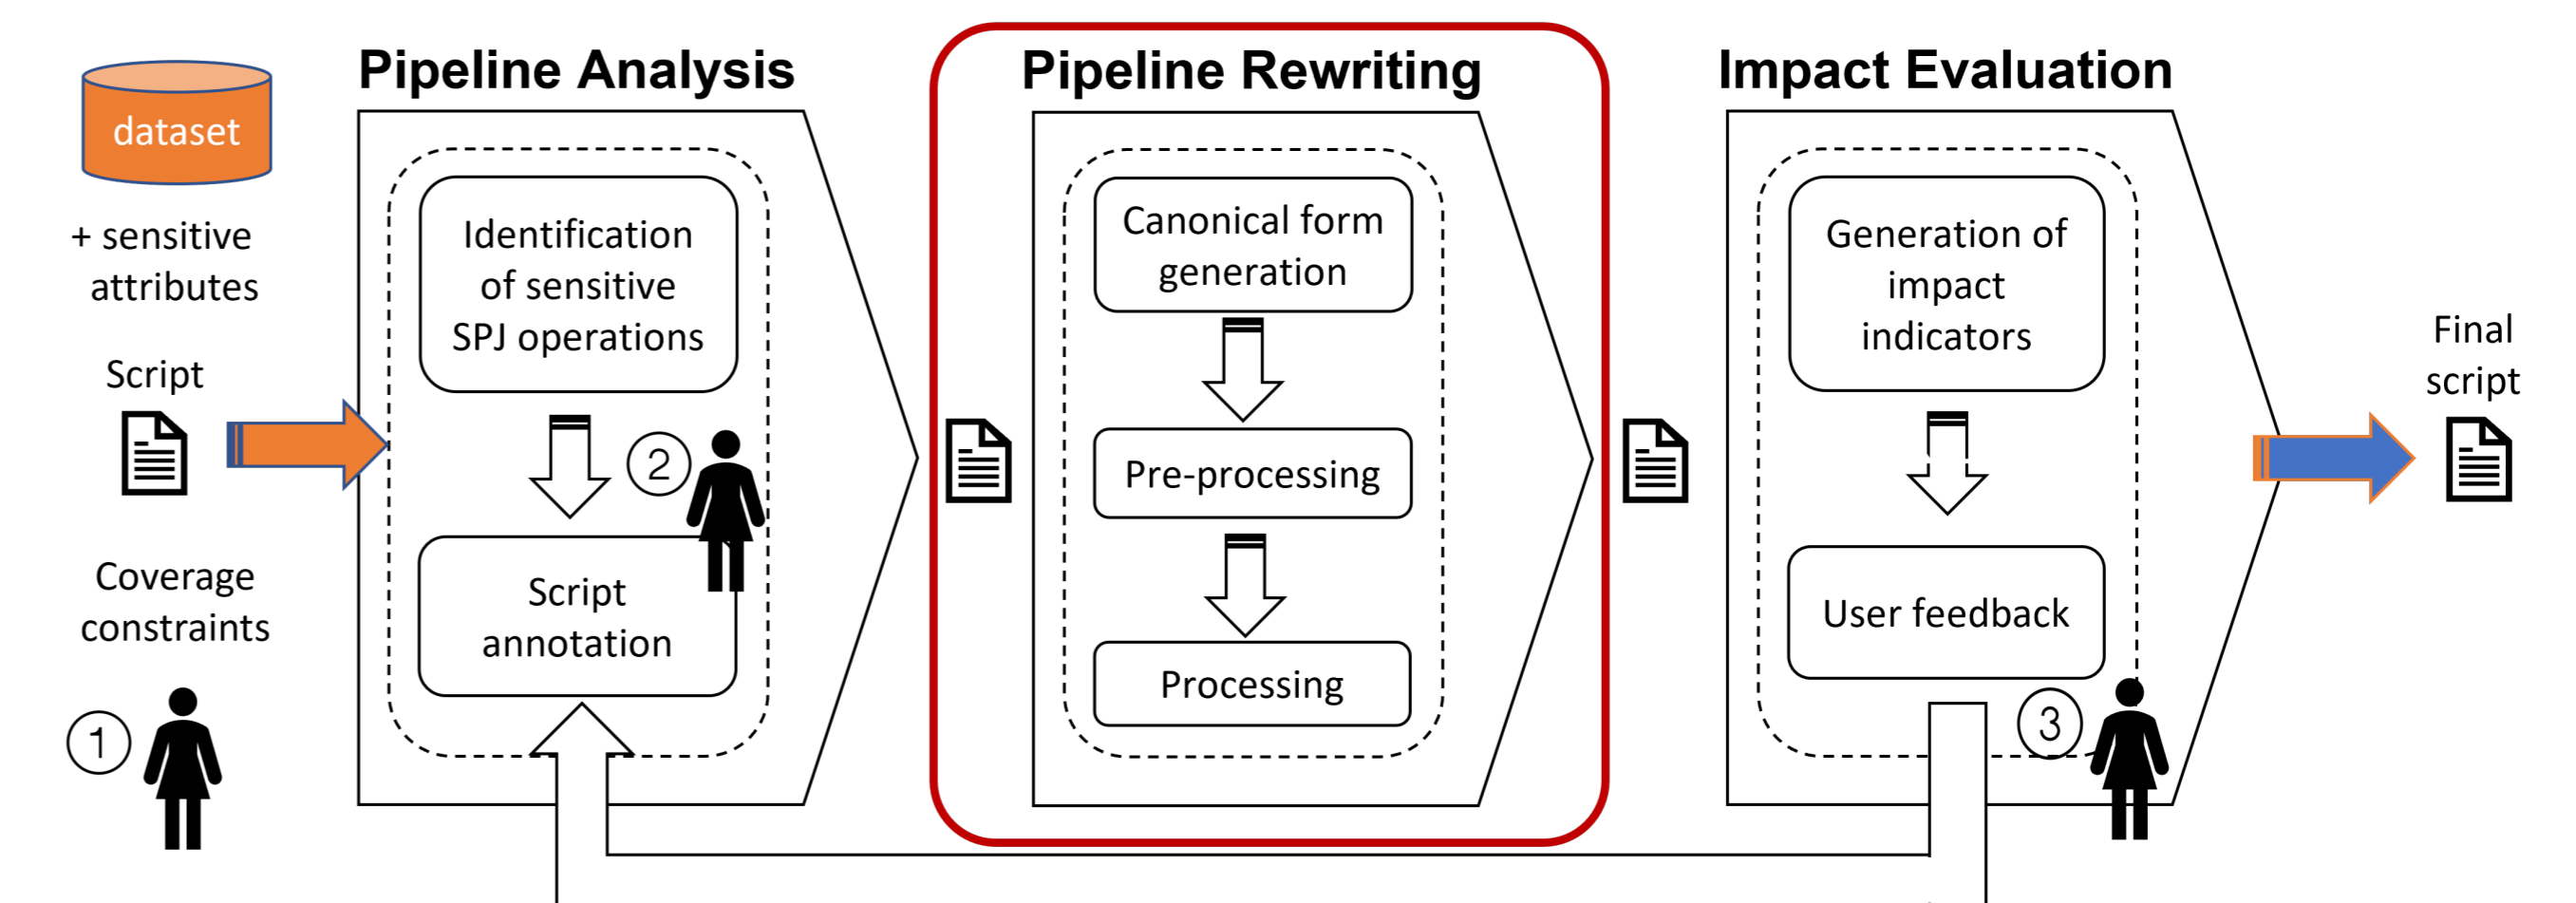 dataset
+ sensitive
attributes
Script
Coverage
constraints
1
Pipeline Analysis
Identification
of sensitive
SPJ operations
2
Script
annotation
Pipeline Rewriting
Canonical form
generation
Pre-processing
Processing
Impact Evaluation
Generation of
impact
indicators
User feedback
3
Final
script